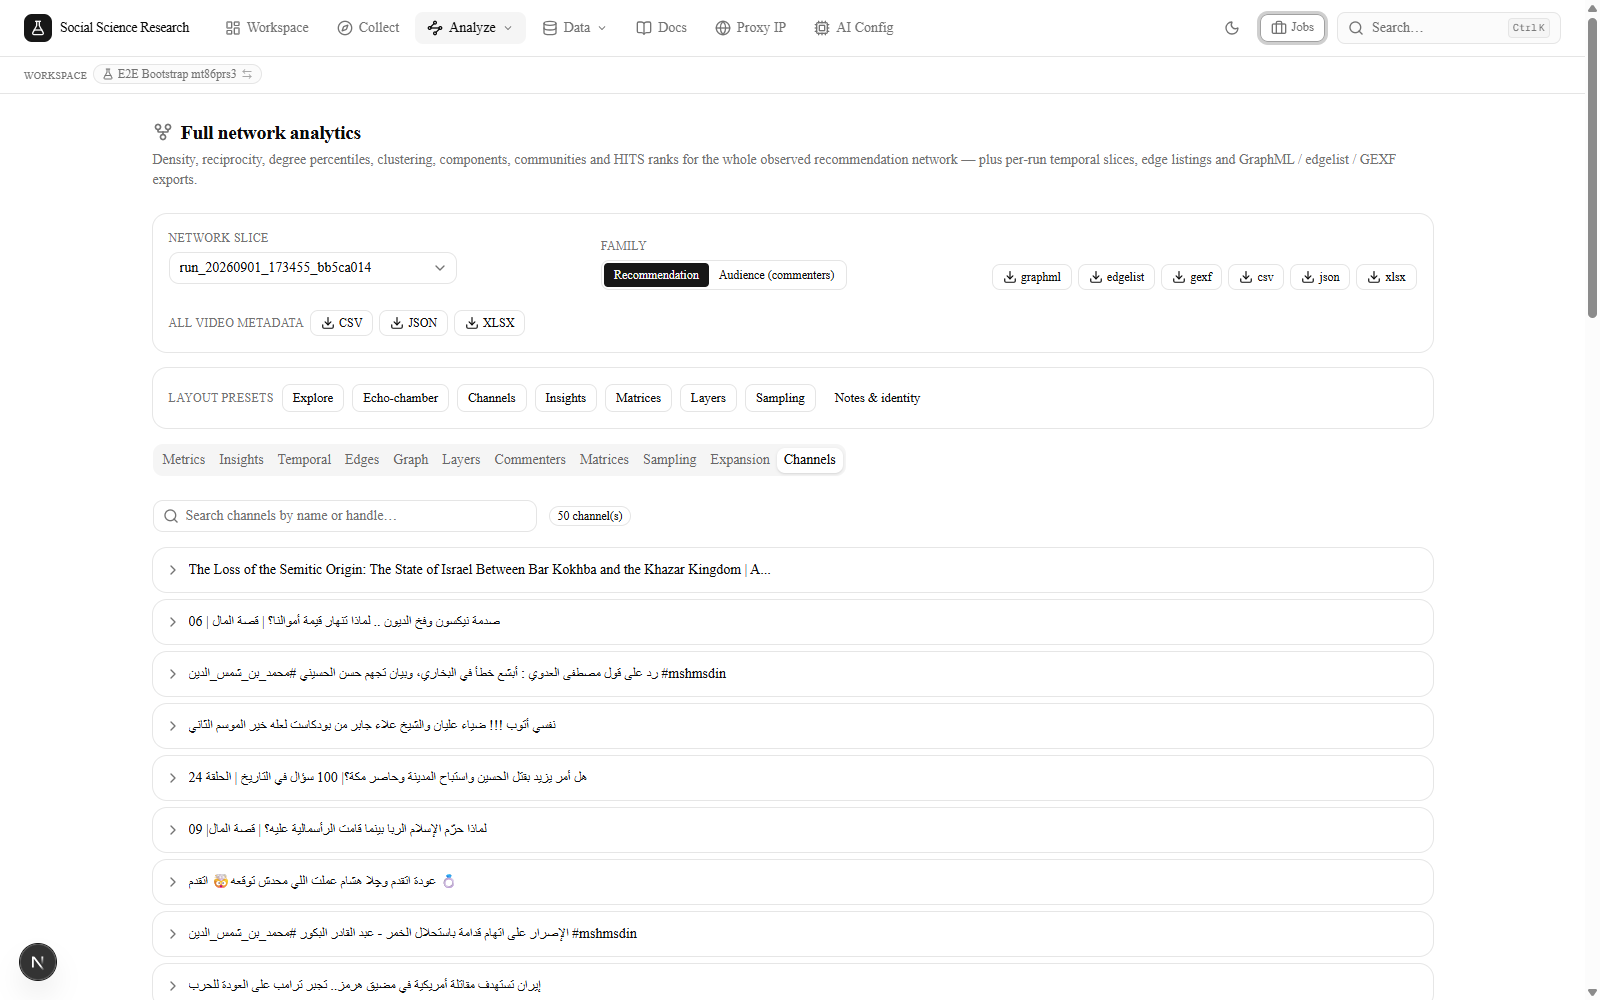 Social Science Research
Workspace
Collect
Analyze
Data
Docs
Proxy IP
AI Config
Jobs
Search…
Ctrl K
WORKSPACE
E2E Bootstrap mt86prs3
Full network analytics
Density, reciprocity, degree percentiles, clustering, components, communities and HITS ranks for the whole observed recommendation network — plus per-run temporal slices, edge listings and GraphML / edgelist / GEXF
exports.
NETWORK SLICE
run_20260901_173455_bb5ca014
FAMILY
Recommendation
Audience (commenters)
graphml
edgelist
gexf
csv
json
xlsx
ALL VIDEO METADATA
CSV
JSON
XLSX
LAYOUT PRESETS
Explore
Echo-chamber
Channels
Insights
Matrices
Layers
Sampling
Notes & identity
Metrics
Insights
Temporal
Edges
Graph
Layers
Commenters
Matrices
Sampling
Expansion
Channels
Search channels by name or handle…
50 channel(s)
The Loss of the Semitic Origin: The State of Israel Between Bar Kokhba and the Khazar Kingdom | A...
صدمة نيكسون وفخ الديون .. لماذا تنهار قيمة أموالنا؟ | قصة المال | 06
رد على قول مصطفى العدوي : أبشع خطأ في البخاري، وبيان تجهم حسن الحسيني #محمد_بن_شمس_الدين #mshmsdin
نفسي أتوب !!! ضياء عليان والشيخ علاء جابر من بودكاست لعله خير الموسم الثاني
هل أمر يزيد بقتل الحسين واستباح المدينة وحاصر مكة؟| 100 سؤال في التاريخ | الحلقة 24
لماذا حرّم الإسلام الربا بينما قامت الرأسمالية عليه؟ | قصة المال| 09
💍 عودة انقدم وچلا هشام عملت اللي محدش توقعه 🤯 اتقدم
الإصرار على اتهام قدامة باستحلال الخمر - عبد القادر البكور #محمد_بن_شمس_الدين #mshmsdin
إيران تستهدف مقاتلة أمريكية في مضيق هرمز.. تجبر ترامب على العودة للحرب
N